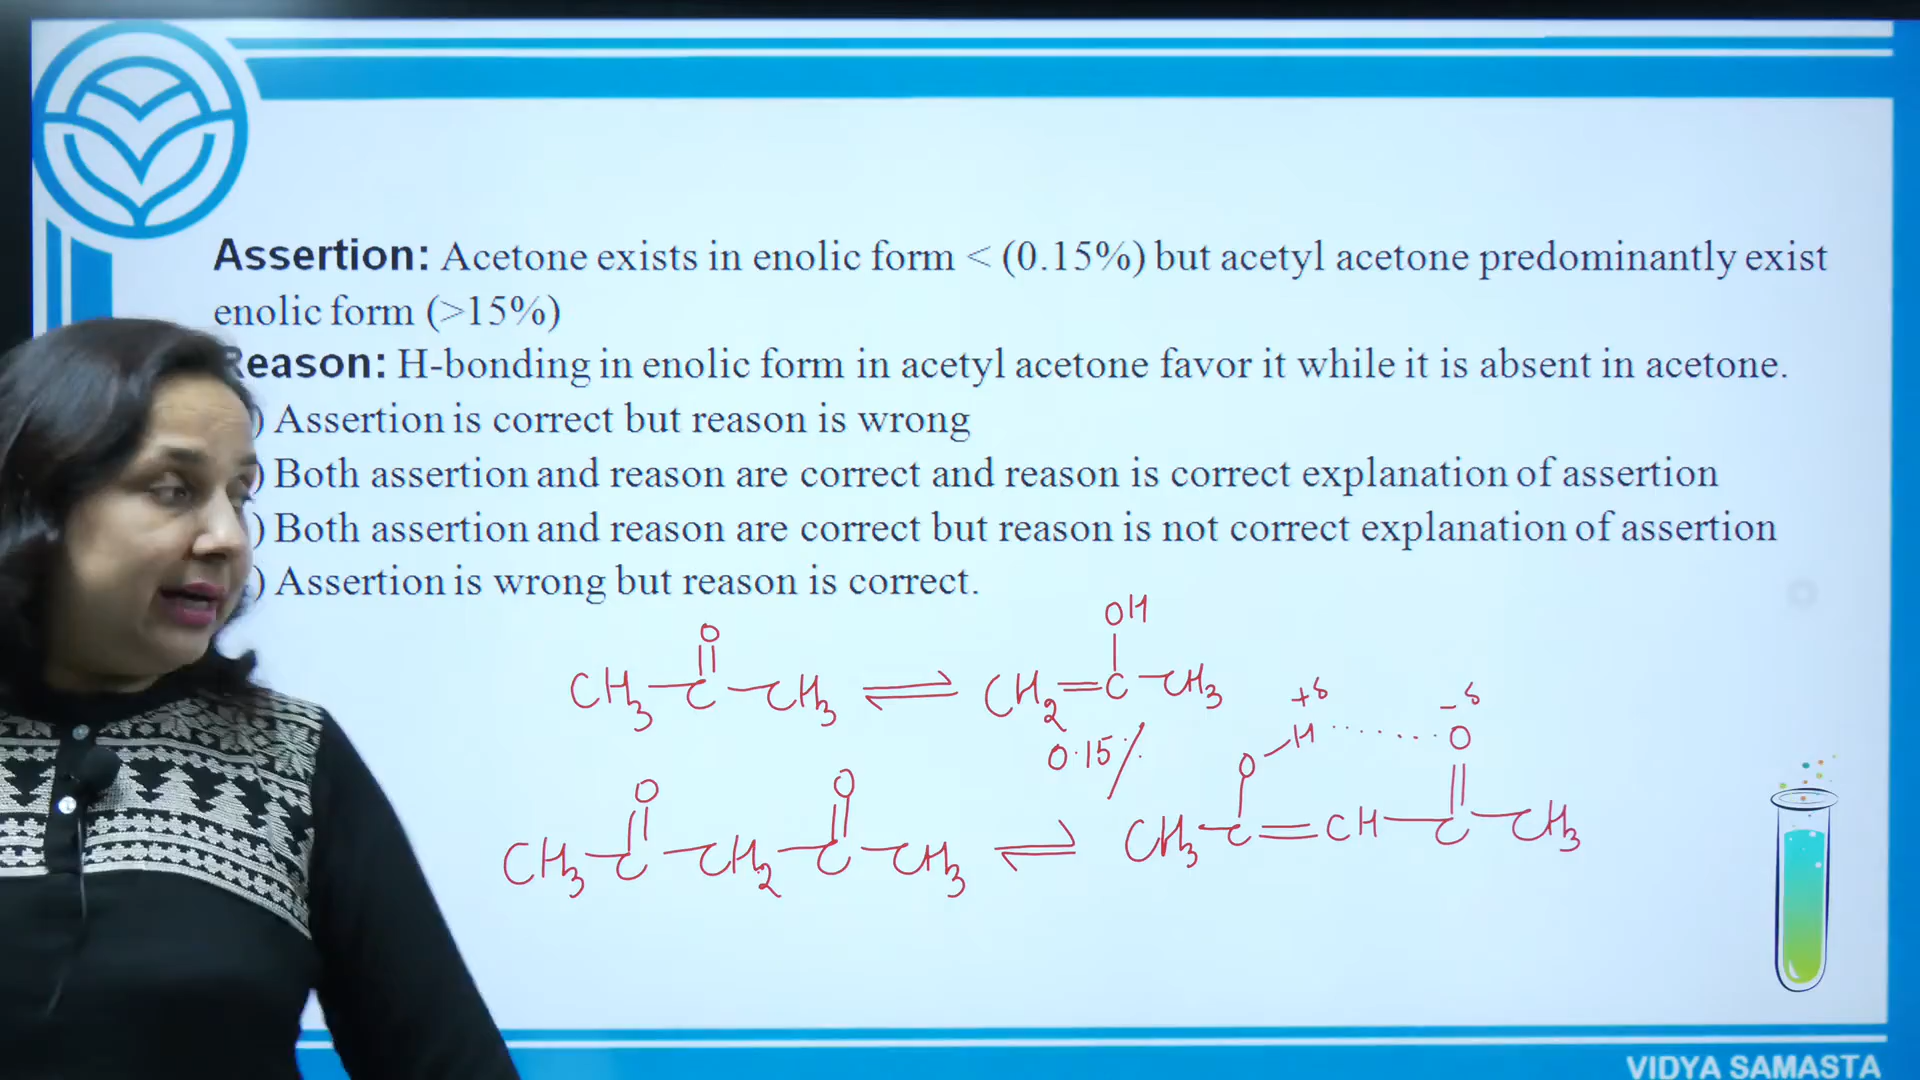 Assertion: Acetone exists in enolic form < (0.15%) but acetyl acetone predominantly exist
enolic form (>15%)
Reason: H-bonding in enolic form in acetyl acetone favor it while it is absent in acetone.
) Assertion is correct but reason is wrong
) Both assertion and reason are correct and reason is correct explanation of assertion
) Both assertion and reason are correct but reason is not correct explanation of assertion
) Assertion is wrong but reason is correct.
O OH
CH3—C—CH3 ⇌ CH2=C—CH3
0.15%
+δ −δ
H ........ O
O O O
CH3—C—CH2—C—CH3 ⇌ CH3—C=CH—C—CH3
VIDYA SAMASTA